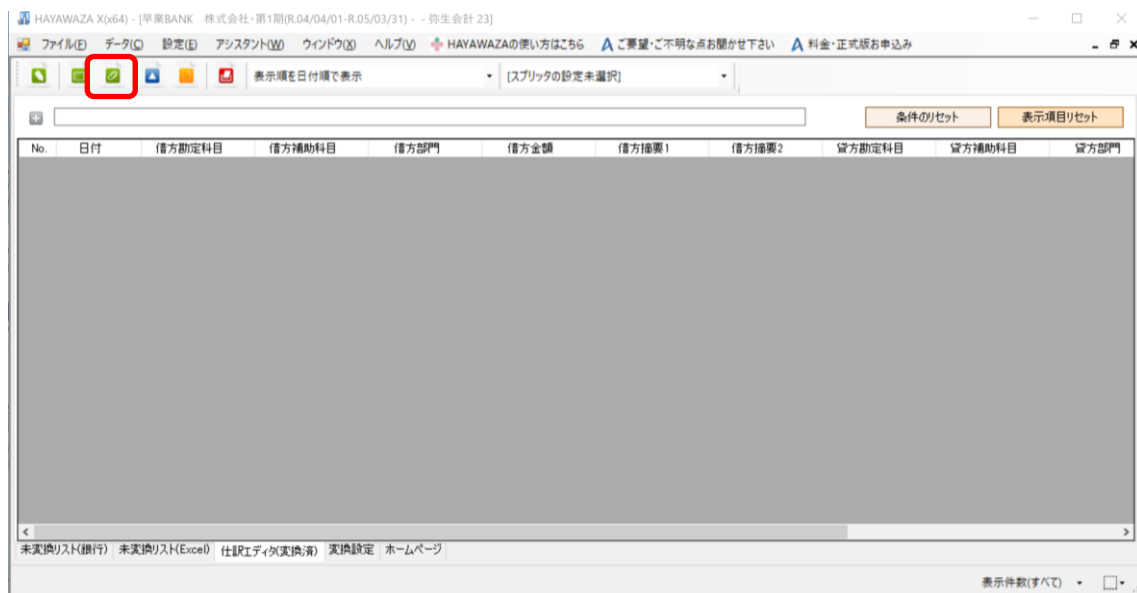 HAYAWAZA X(x64) - [早業BANK 株式会社・第1期(R.04/04/01-R.05/03/31) - - 弥生会計 23]
ファイル(F) データ(C) 設定(E) アシスタント(W) ウィンドウ(X) ヘルプ(V) HAYAWAZAの使い方はこちら ご要望・ご不明な点お聞かせ下さい 料金・正式版お申込み
表示順を日付順で表示 [スプリッタの設定未選択]
条件のリセット 表示項目リセット
No. 日付 借方勘定科目 借方補助科目 借方部門 借方金額 借方摘要1 借方摘要2 貸方勘定科目 貸方補助科目 貸方部門
未変換リスト(銀行) 未変換リスト(Excel) 仕訳エディタ(変換済) 変換設定 ホームページ
表示件数(すべて)